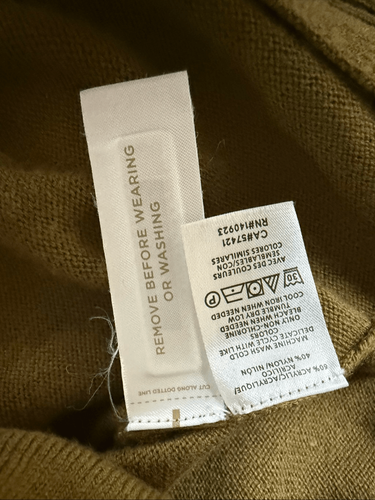 REMOVE BEFORE WEARING
OR WASHING
CUT ALONG DOTTED LINE
60% ACRYLIC/ACRYLIQUE/
ACRILICO
40% NYLON/NILON
MACHINE WASH COLD
DELICATE CYCLE WITH LIKE
COLORS
ONLY NON-CHLORINE
BLEACH WHEN NEEDED
TUMBLE DRY LOW
COOL IRON WHEN NEEDED
30
P
AVEC DES COULEURS
SEMBLABLES/CON
COLORES SIMILARES
CA#57421
RN#140923